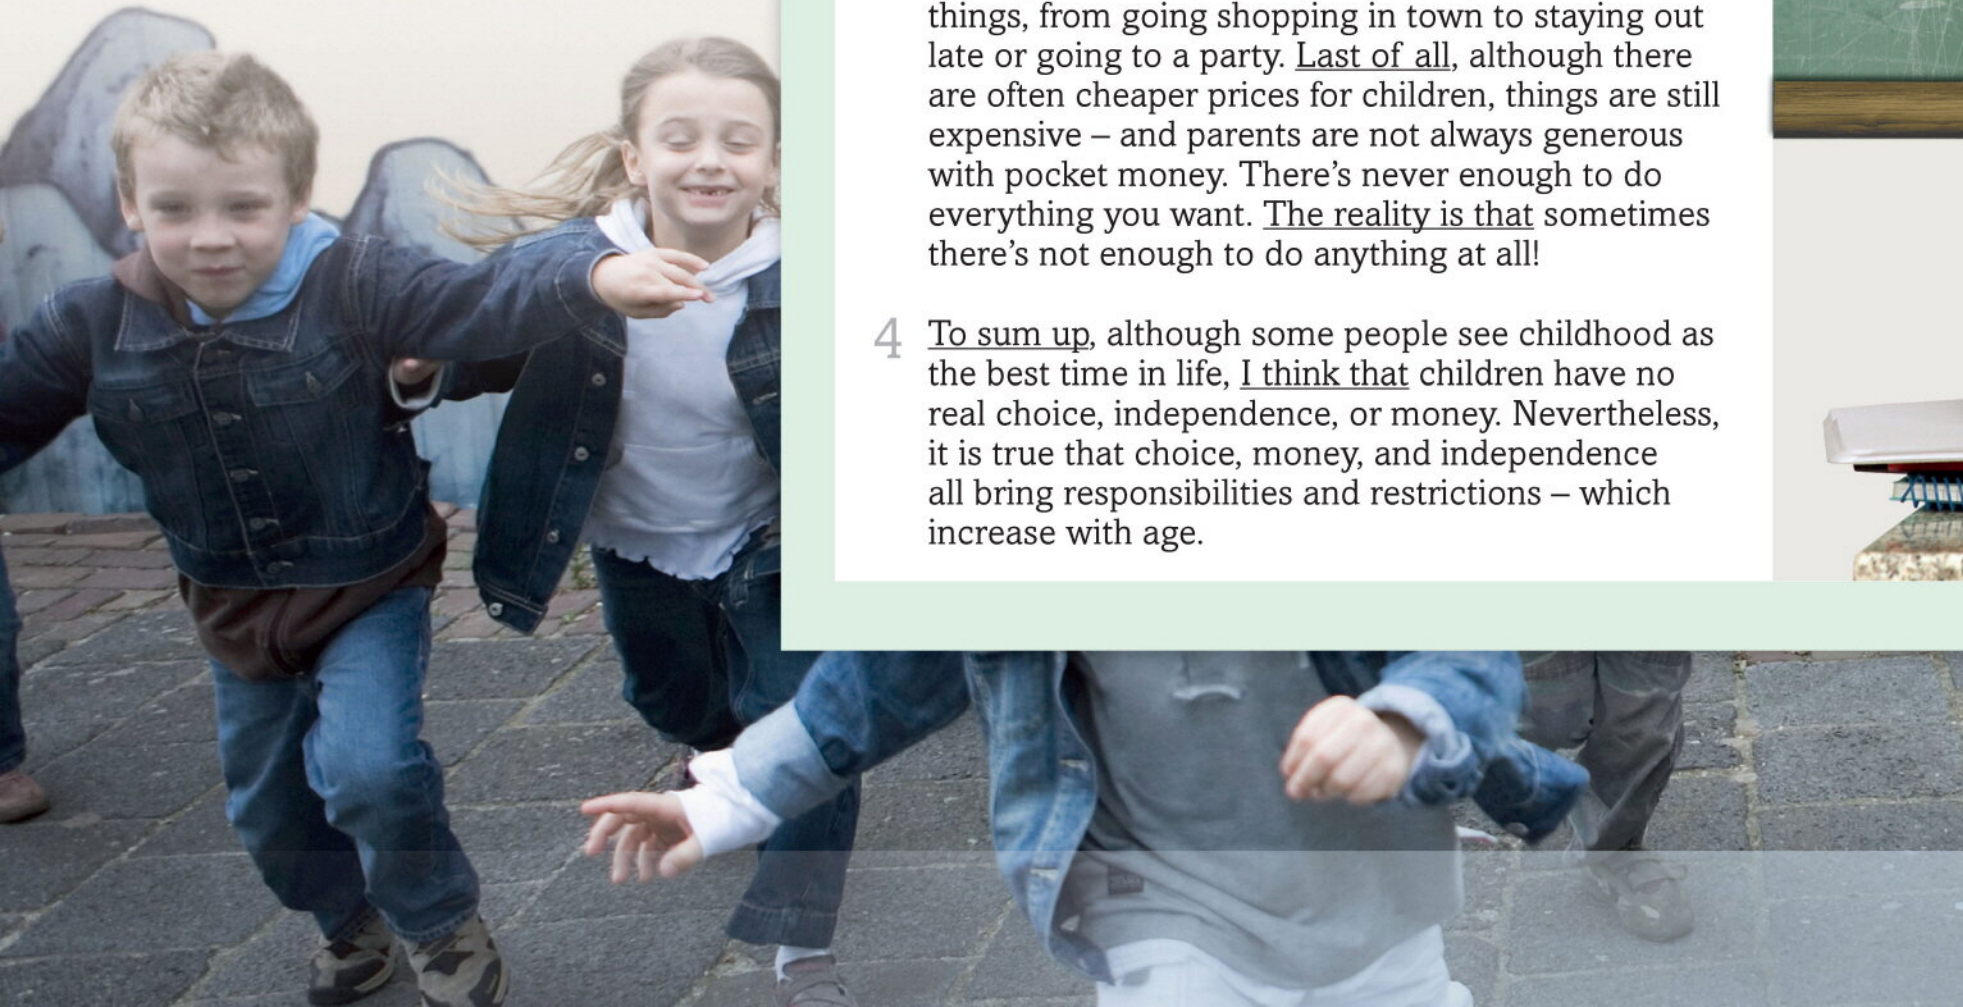 things, from going shopping in town to staying out
late or going to a party. Last of all, although there
are often cheaper prices for children, things are still
expensive – and parents are not always generous
with pocket money. There's never enough to do
everything you want. The reality is that sometimes
there's not enough to do anything at all!
4 To sum up, although some people see childhood as
the best time in life, I think that children have no
real choice, independence, or money. Nevertheless,
it is true that choice, money, and independence
all bring responsibilities and restrictions – which
increase with age.